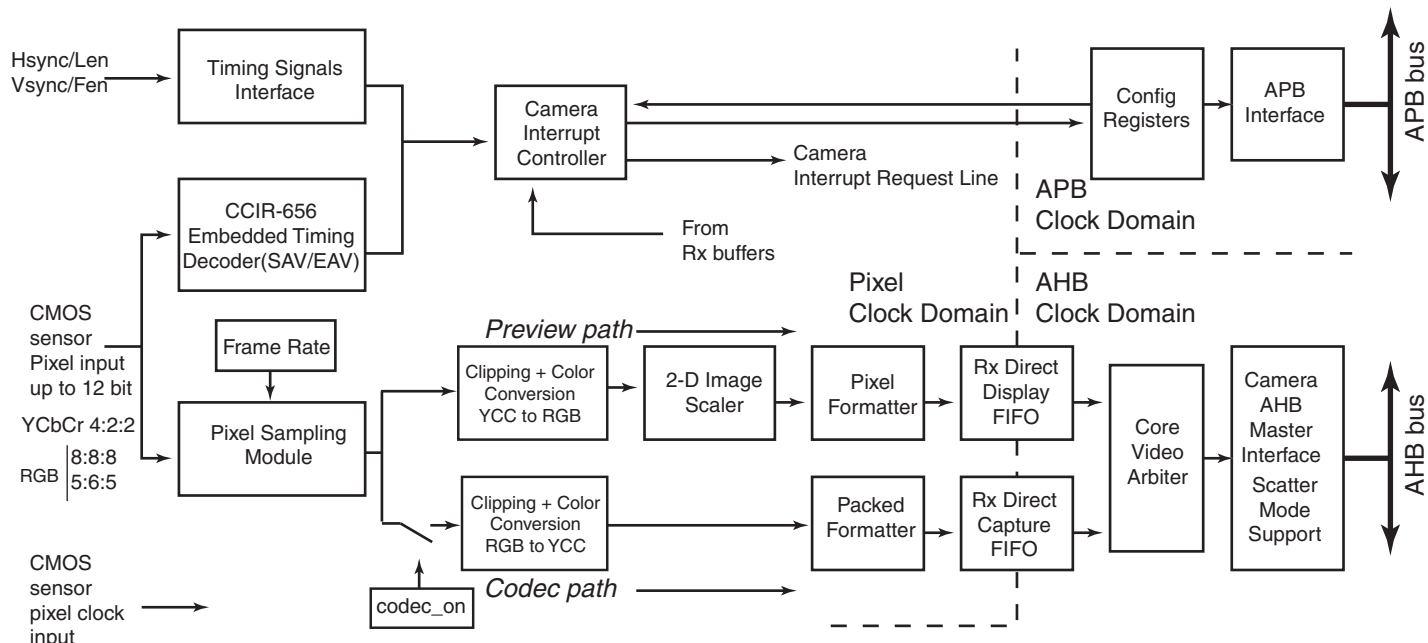 Hsync/Len
Vsync/Fen
Timing Signals
Interface
Camera
Interrupt
Controller
Config
Registers
APB
Interface
APB bus
Camera
Interrupt Request Line
APB
Clock Domain
CCIR-656
Embedded Timing
Decoder(SAV/EAV)
From
Rx buffers
Pixel
Clock Domain
AHB
Clock Domain
CMOS
sensor
Pixel input
up to 12 bit
YCbCr 4:2:2
RGB
8:8:8
5:6:5
Frame Rate
Pixel Sampling
Module
Preview path
Clipping + Color
Conversion
YCC to RGB
2-D Image
Scaler
Pixel
Formatter
Rx Direct
Display
FIFO
Core
Video
Arbiter
Camera
AHB
Master
Interface
Scatter
Mode
Support
AHB bus
Clipping + Color
Conversion
RGB to YCC
Packed
Formatter
Rx Direct
Capture
FIFO
Codec path
codec_on
CMOS
sensor
pixel clock
input